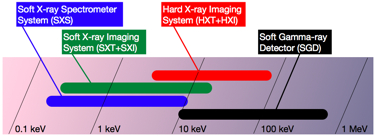 Soft X-ray Spectrometer
System (SXS)
Hard X-ray Imaging
System (HXT+HXI)
Soft X-ray Imaging
System (SXT+SXI)
Soft Gamma-ray
Detector (SGD)
0.1 keV
1 keV
10 keV
100 keV
1 MeV